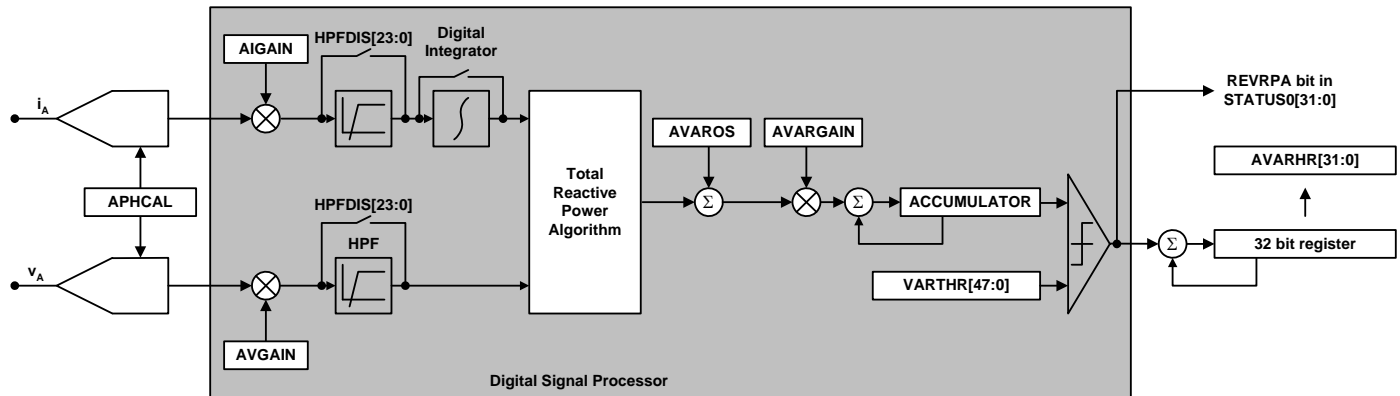 HPFDIS[23:0]
Digital
Integrator
AIGAIN
REVRPA bit in
STATUS0[31:0]
iA
AVAROS
AVARGAIN
AVARHR[31:0]
APHCAL
Total
Reactive
Power
Algorithm
HPFDIS[23:0]
Σ
Σ
ACCUMULATOR
HPF
Σ
32 bit register
vA
VARTHR[47:0]
AVGAIN
Digital Signal Processor